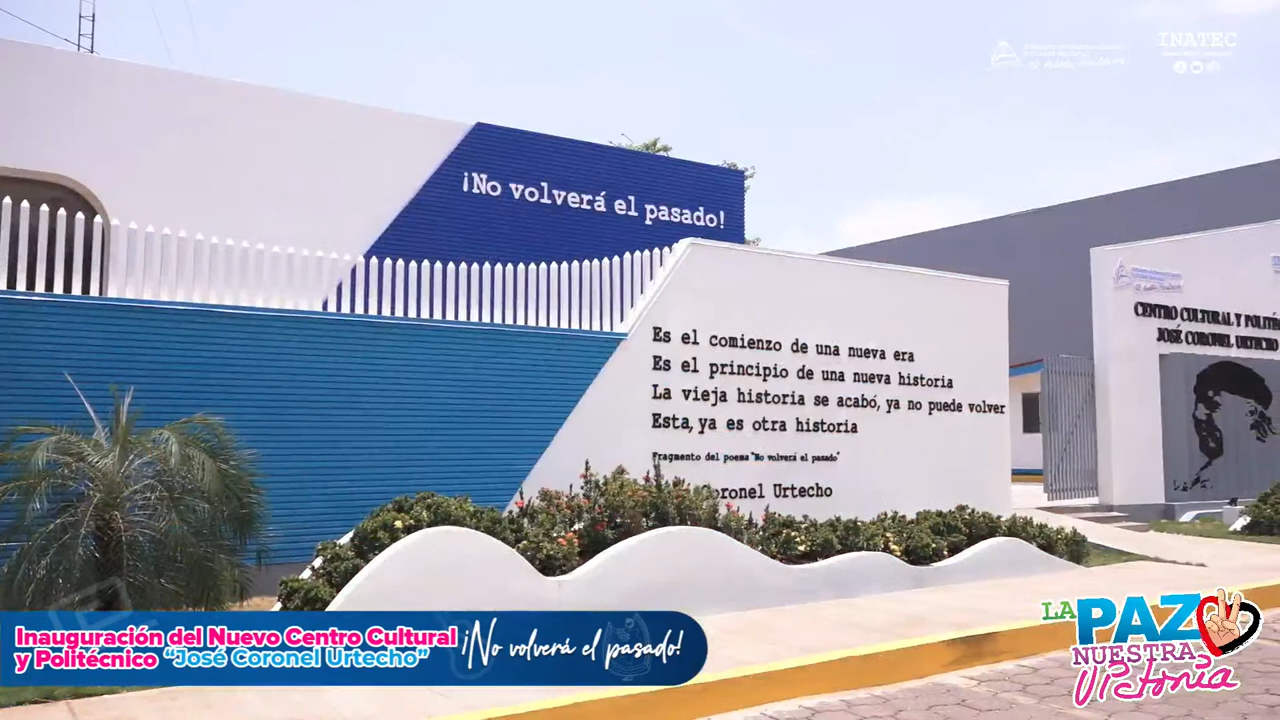 INATEC
¡No volverá el pasado!
Es el comienzo de una nueva era
Es el principio de una nueva historia
La vieja historia se acabó, ya no puede volver
Esta, ya es otra historia
Fragmento del poema "No volverá el pasado"
oronel Urtecho
CENTRO CULTURAL Y POLITÉ
JOSÉ CORONEL URTECHO
Inauguración del Nuevo Centro Cultural
y Politécnico "José Coronel Urtecho"
¡No volverá el pasado!
LA PAZ
NUESTRA
Victoria